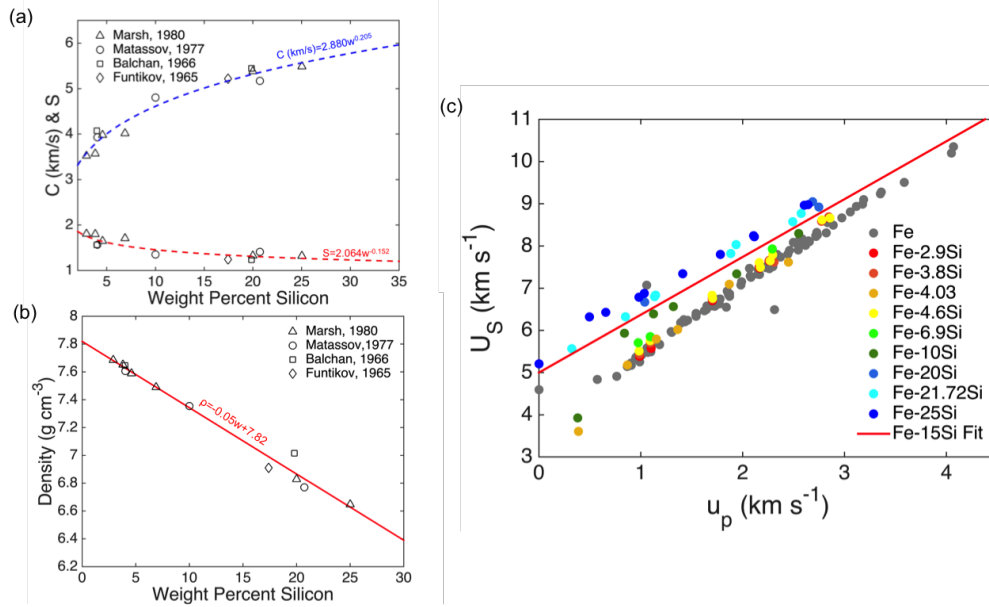 (a)
Marsh, 1980
Matassov, 1977
Balchan, 1966
Funtikov, 1965
C (km/s)=2.880w^0.205
S=2.064w^-0.152
C (km/s) & S
6
5
4
3
2
1
5 10 15 20 25 30 35
Weight Percent Silicon
(b)
Marsh, 1980
Matassov,1977
Balchan, 1966
Funtikov, 1965
ρ=-0.05w+7.82
Density (g cm⁻³)
8
7.8
7.6
7.4
7.2
7
6.8
6.6
6.4
6.2
0 5 10 15 20 25 30
Weight Percent Silicon
(c)
U_S (km s⁻¹)
11
10
9
8
7
6
5
4
3
0 1 2 3 4
u_p (km s⁻¹)
Fe
Fe-2.9Si
Fe-3.8Si
Fe-4.03
Fe-4.6Si
Fe-6.9Si
Fe-10Si
Fe-20Si
Fe-21.72Si
Fe-25Si
Fe-15Si Fit